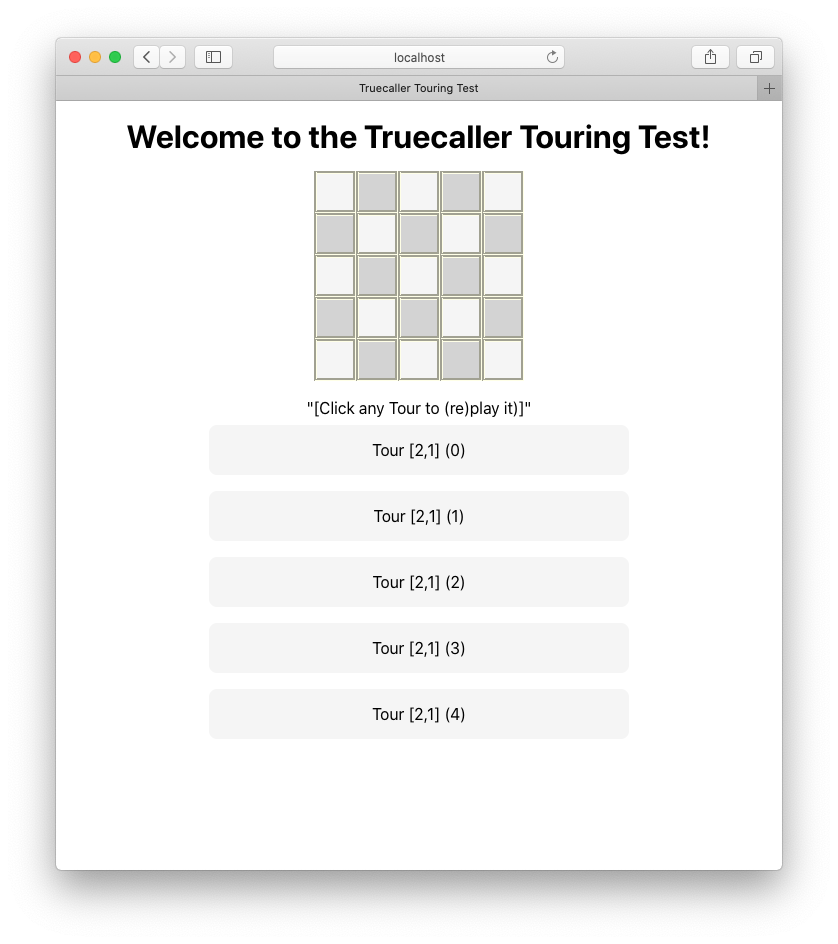 localhost
Truecaller Touring Test
Welcome to the Truecaller Touring Test!
"[Click any Tour to (re)play it)]"
Tour [2,1] (0)
Tour [2,1] (1)
Tour [2,1] (2)
Tour [2,1] (3)
Tour [2,1] (4)